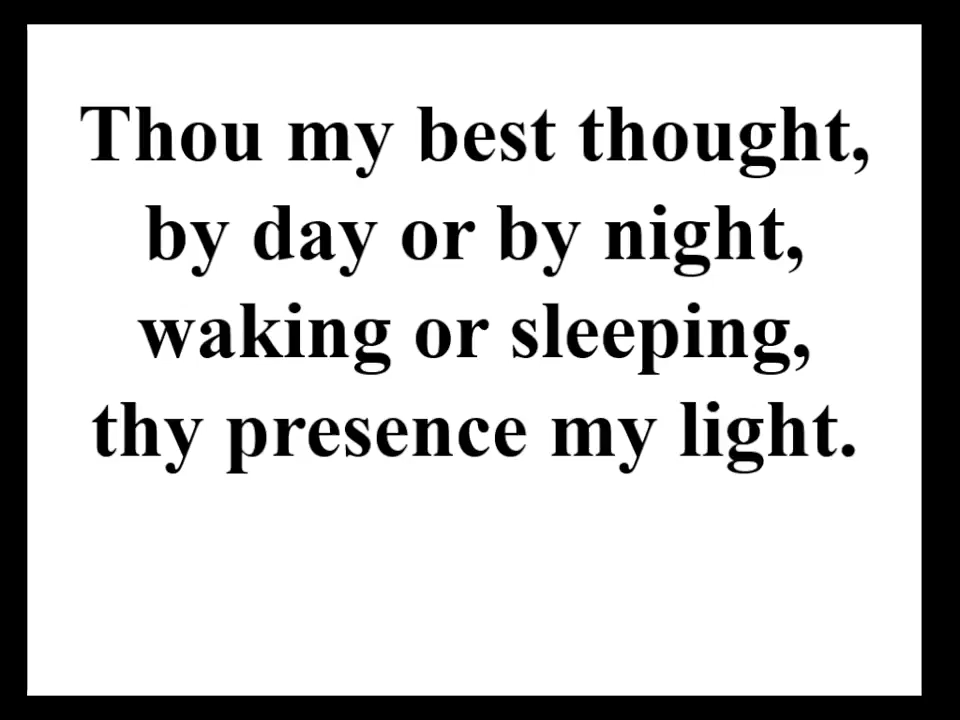 Thou my best thought,
by day or by night,
waking or sleeping,
thy presence my light.